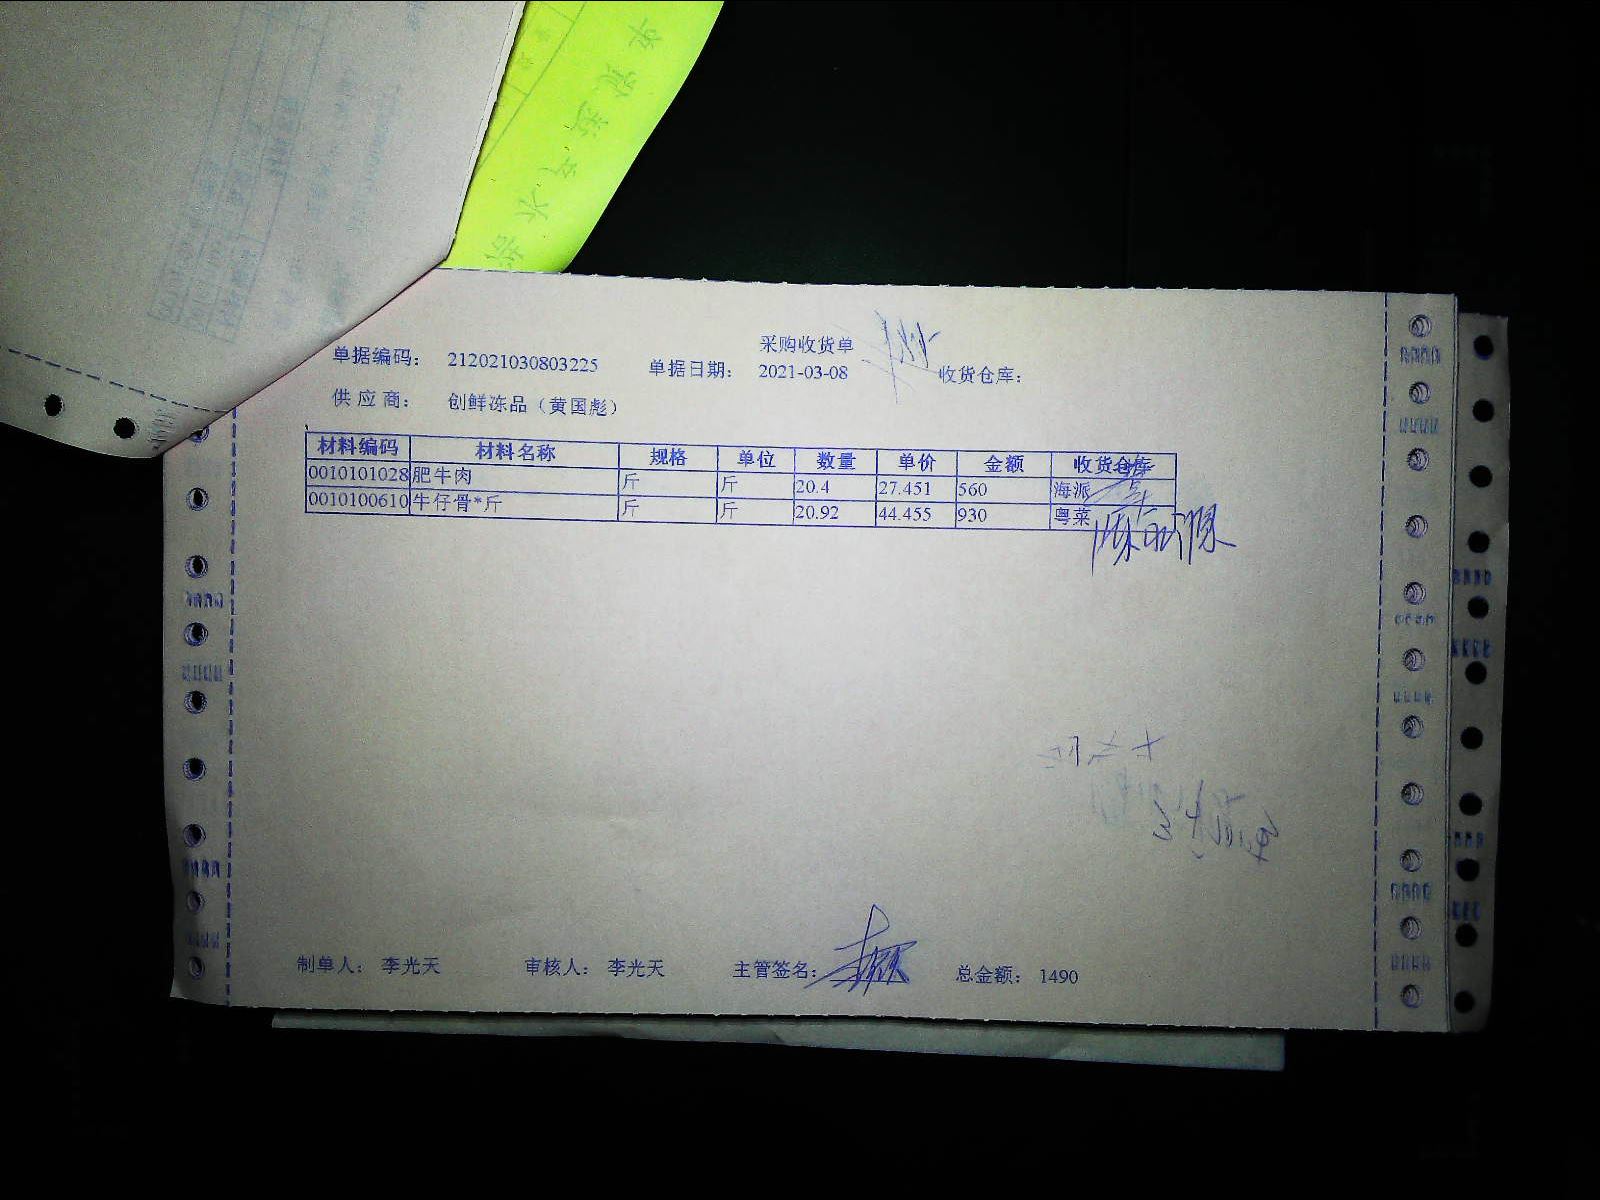 采购收货单
单据编码： 212021030803225 单据日期： 2021-03-08 收货仓库：
供 应 商： 创鲜冻品（黄国彪）
材料编码 材料名称 规格 单位 数量 单价 金额 收货仓库
0010101028 肥牛肉 斤 斤 20.4 27.451 560 海派
0010100610 牛仔骨*斤 斤 斤 20.92 44.455 930 粤菜
制单人： 李光天 审核人： 李光天 主管签名： 总金额： 1490